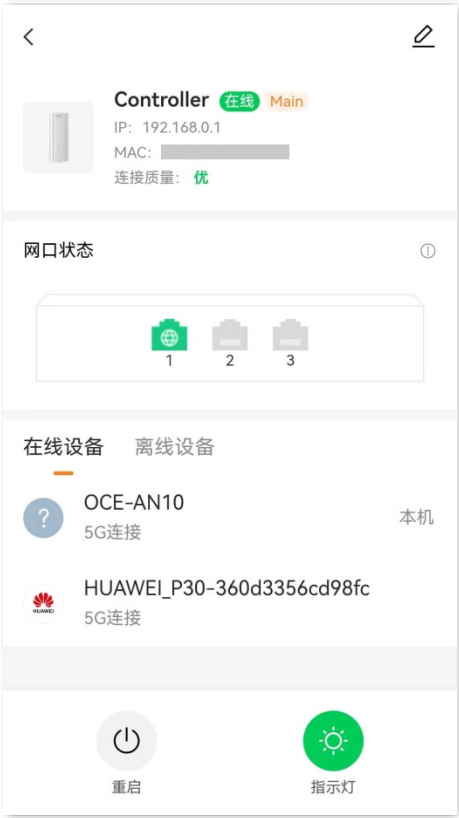 Controller 在线 Main
IP: 192.168.0.1
MAC:
连接质量: 优
网口状态
1 2 3
在线设备 离线设备
?
OCE-AN10
本机
5G连接
HUAWEI
HUAWEI_P30-360d3356cd98fc
5G连接
重启 指示灯